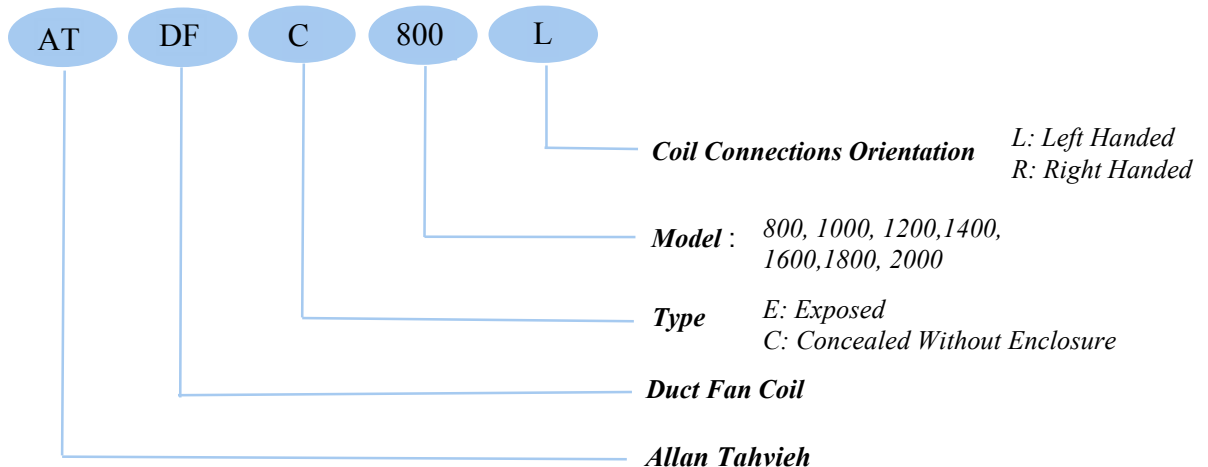 AT DF C 800 L
Coil Connections Orientation L: Left Handed
R: Right Handed
Model : 800, 1000, 1200,1400,
1600,1800, 2000
Type E: Exposed
C: Concealed Without Enclosure
Duct Fan Coil
Allan Tahvieh